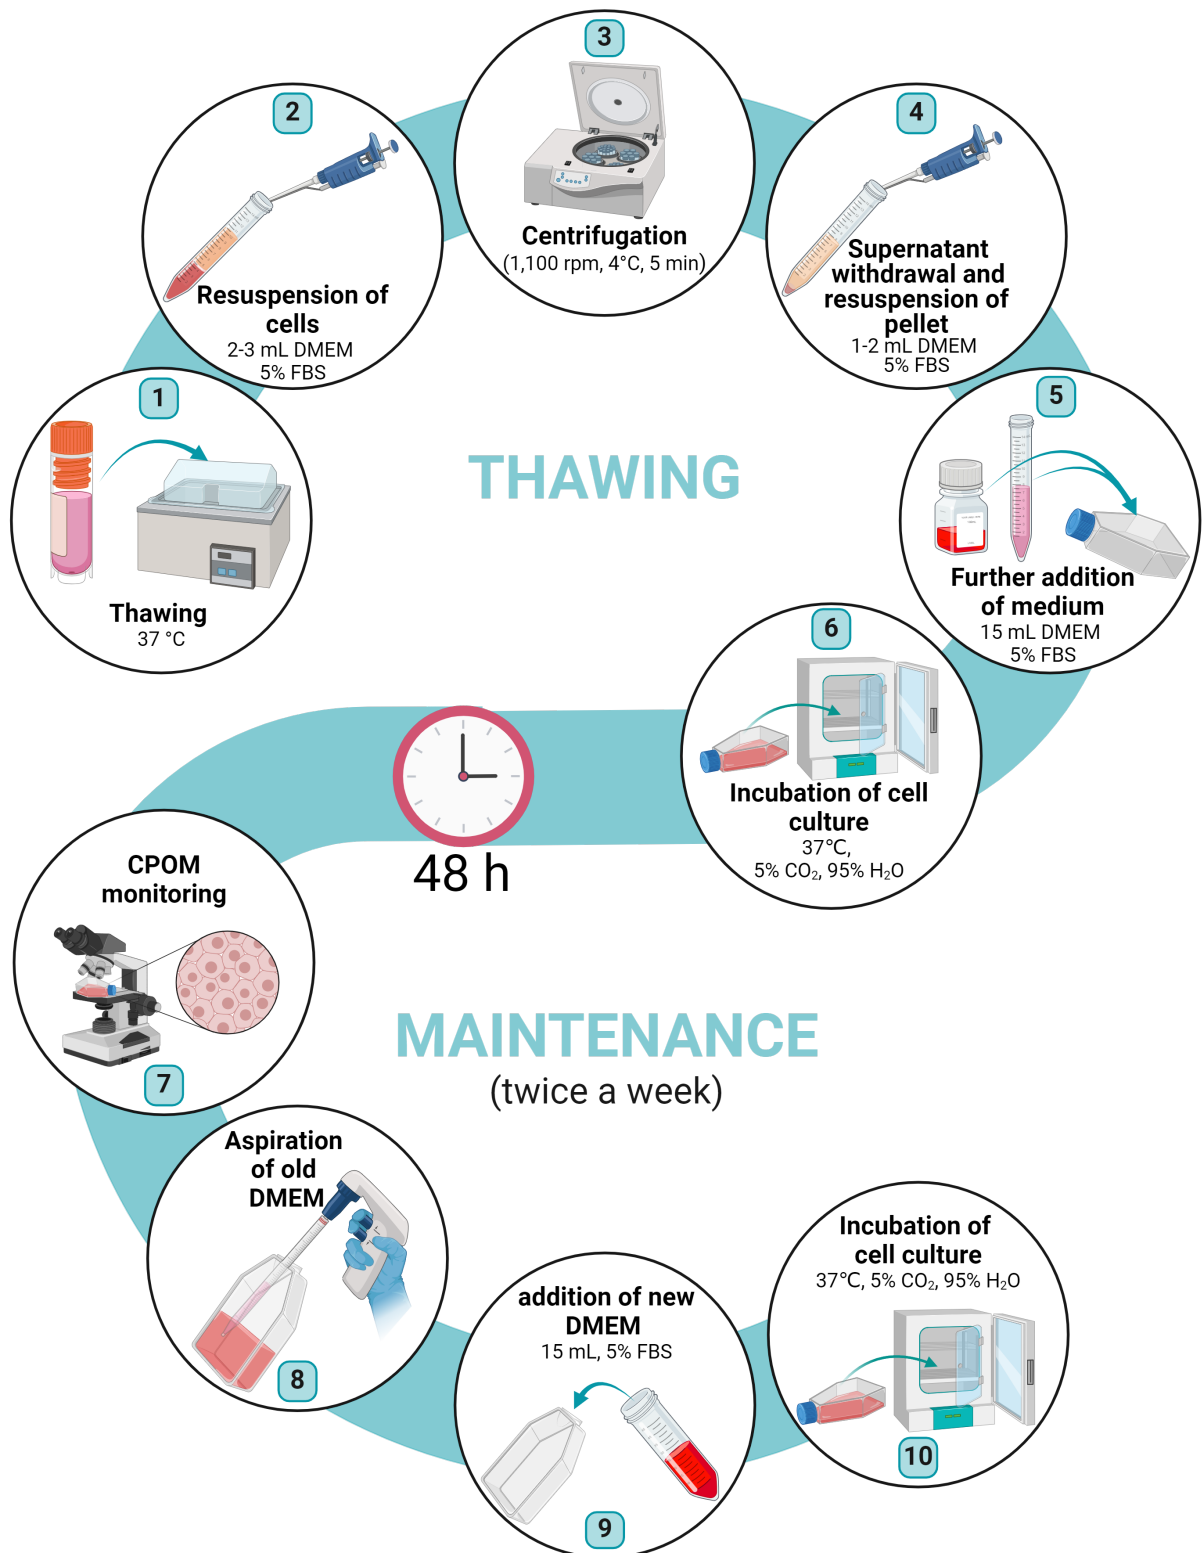 1
Thawing
37 °C
2
Resuspension of
cells
2-3 mL DMEM
5% FBS
3
Centrifugation
(1,100 rpm, 4°C, 5 min)
4
Supernatant
withdrawal and
resuspension of
pellet
1-2 mL DMEM
5% FBS
5
Further addition
of medium
15 mL DMEM
5% FBS
THAWING
6
Incubation of cell
culture
37℃,
5% CO₂, 95% H₂O
48 h
CPOM
monitoring
7
MAINTENANCE
(twice a week)
Aspiration
of old
DMEM
8
addition of new
DMEM
15 mL, 5% FBS
9
Incubation of
cell culture
37℃, 5% CO₂, 95% H₂O
10